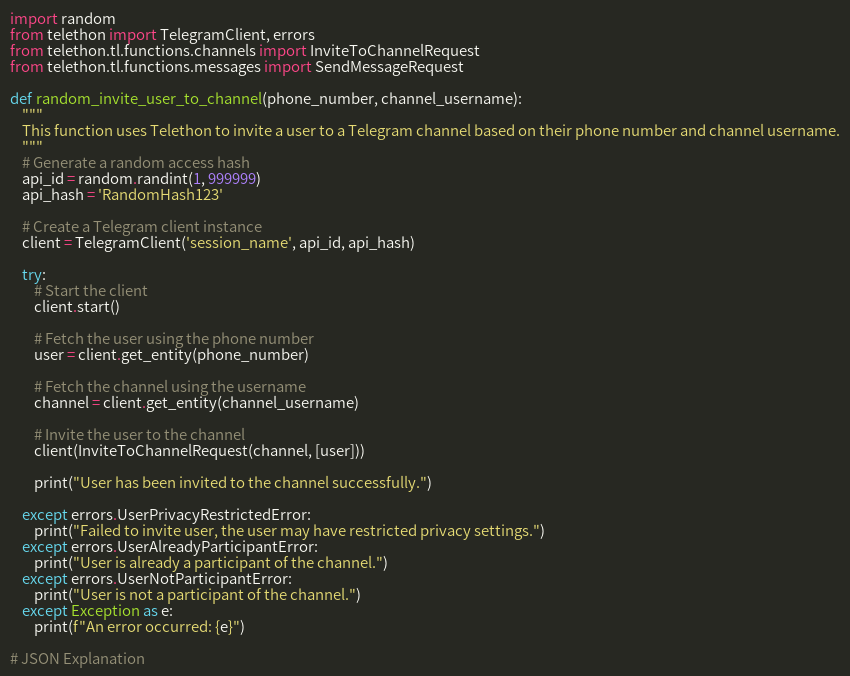 import random
from telethon import TelegramClient, errors
from telethon.tl.functions.channels import InviteToChannelRequest
from telethon.tl.functions.messages import SendMessageRequest

def random_invite_user_to_channel(phone_number, channel_username):
    """
    This function uses Telethon to invite a user to a Telegram channel based on their phone number and channel username.
    """
    # Generate a random access hash
    api_id = random.randint(1, 999999)
    api_hash = 'RandomHash123'

    # Create a Telegram client instance
    client = TelegramClient('session_name', api_id, api_hash)

    try:
        # Start the client
        client.start()

        # Fetch the user using the phone number
        user = client.get_entity(phone_number)

        # Fetch the channel using the username
        channel = client.get_entity(channel_username)

        # Invite the user to the channel
        client(InviteToChannelRequest(channel, [user]))

        print("User has been invited to the channel successfully.")

    except errors.UserPrivacyRestrictedError:
        print("Failed to invite user, the user may have restricted privacy settings.")
    except errors.UserAlreadyParticipantError:
        print("User is already a participant of the channel.")
    except errors.UserNotParticipantError:
        print("User is not a participant of the channel.")
    except Exception as e:
        print(f"An error occurred: {e}")

# JSON Explanation